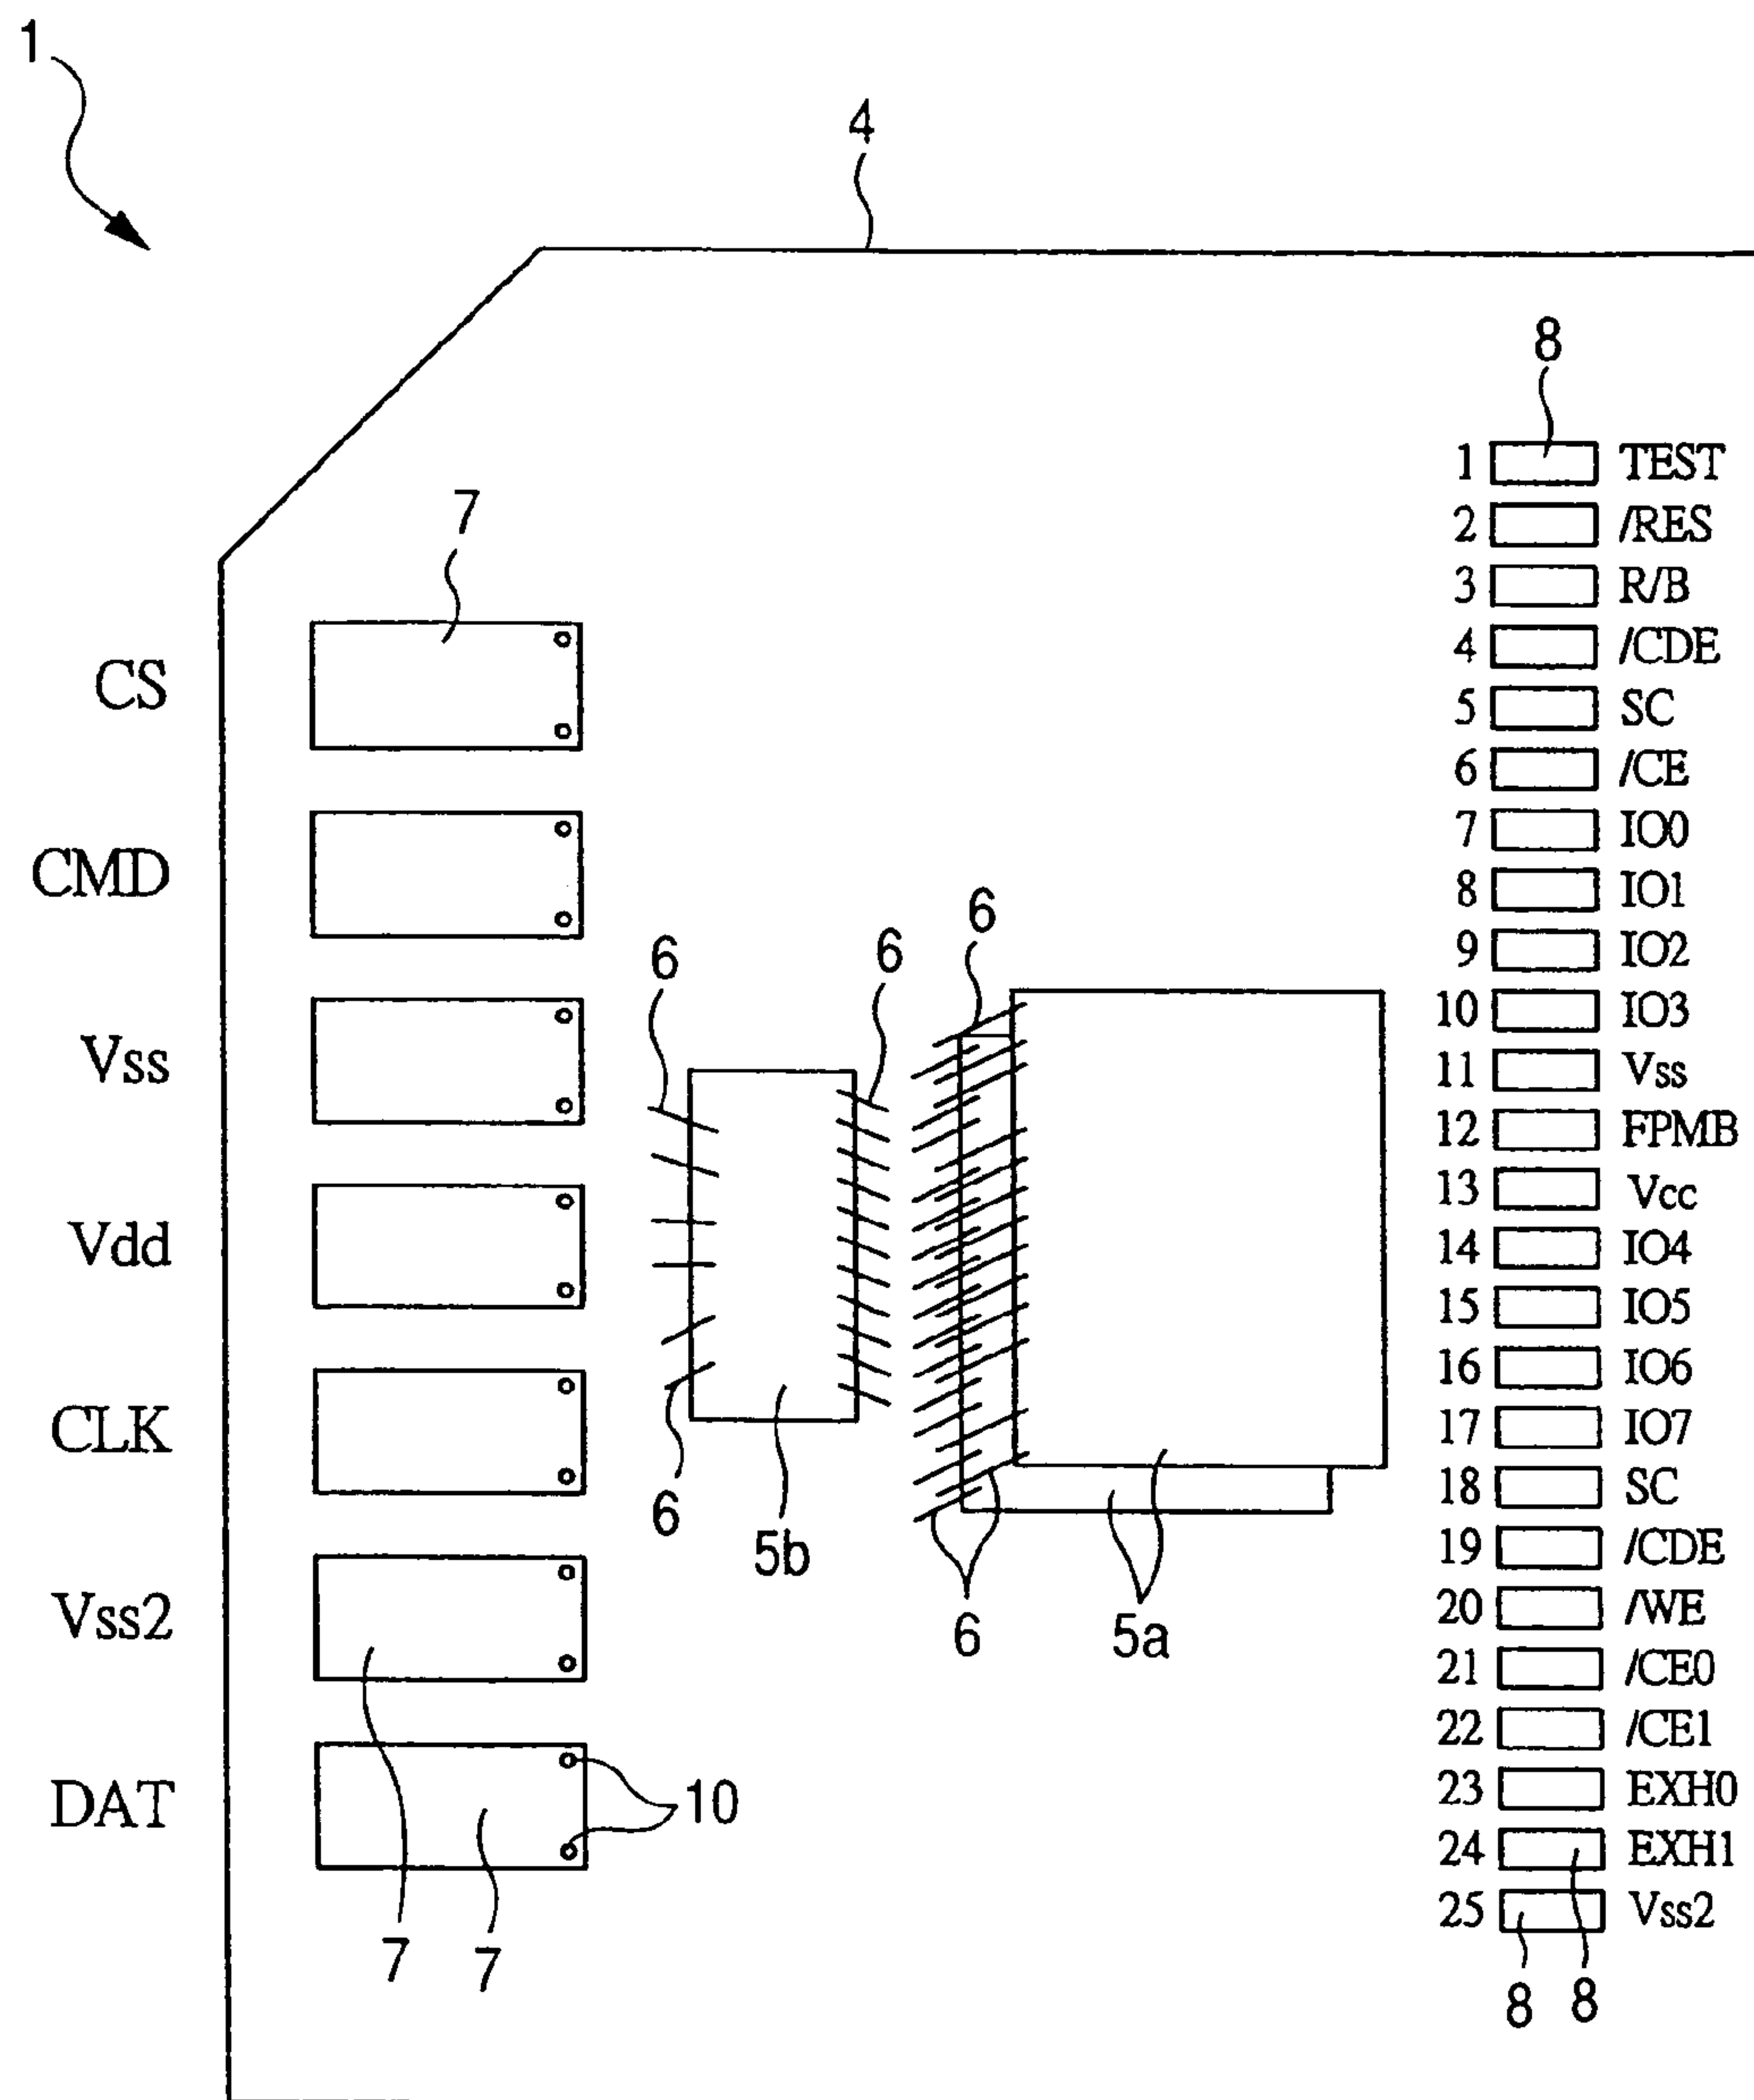 1
4
8
1 TEST
2 /RES
3 R/B
4 /CDE
5 SC
6 /CE
7 IO0
8 IO1
9 IO2
10 IO3
11 Vss
12 FPMB
13 Vcc
14 IO4
15 IO5
16 IO6
17 IO7
18 SC
19 /CDE
20 /WE
21 /CE0
22 /CE1
23 EXH0
24 EXH1
25 Vss2
8 8
7
CS
CMD
Vss
Vdd
CLK
Vss2
DAT
10
7 7
6 6 6
6 5b 6 5a